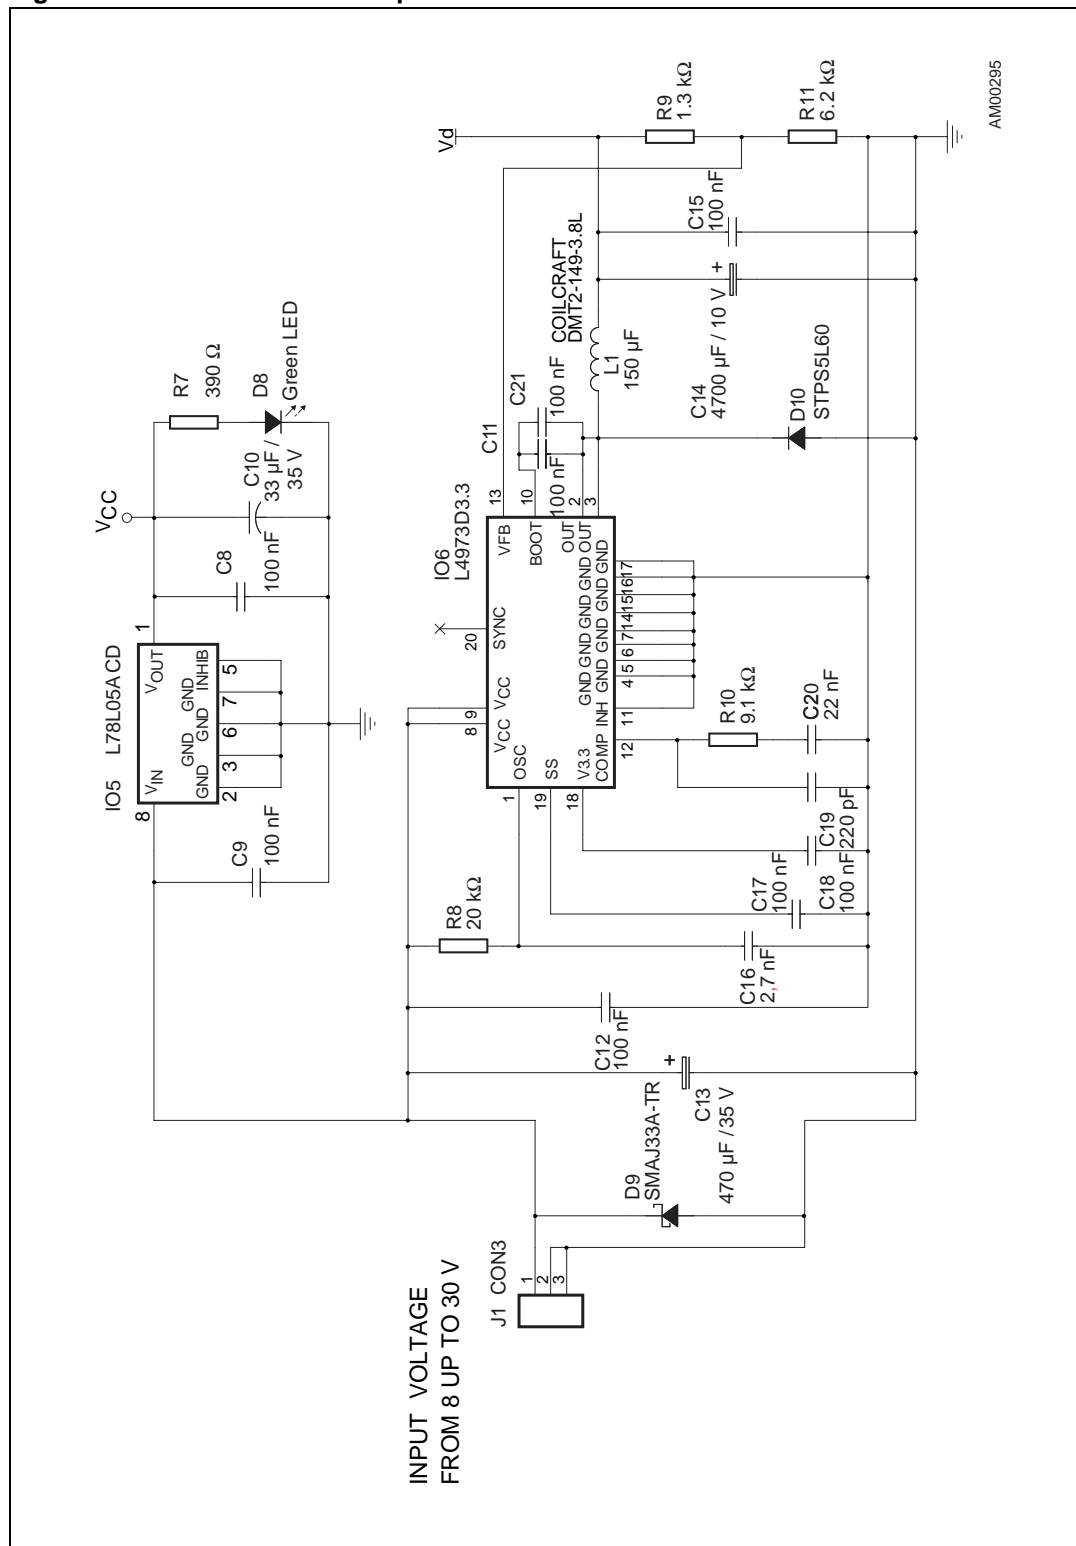 INPUT VOLTAGE
FROM 8 UP TO 30 V
J1 CON3
1
2
3
D9
SMAJ33A-TR
C13
470 µF / 35 V
+
C12
100 nF
R8
20 kΩ
C16
2,7 nF
C17
100 nF
C18
100 nF
C19
220 pF
C20
22 nF
R10
9.1 kΩ
C9
100 nF
IO5 L78L05ACD
8
VIN
VOUT
1
GND
GND
GND
GND
INHIB
2
3
6
7
5
C8
100 nF
VCC
C10
33 µF /
35 V
R7
390 Ω
D8
Green LED
IO6
L4973D3.3
8
9
VCC
VCC
20
SYNC
OSC
1
SS
19
V3.3
18
COMP
12
INH
11
GND
GND
GND
GND
GND
GND
GND
GND
4
5
6
7
14
15
16
17
VFB
13
BOOT
10
OUT
2
OUT
3
C11
100 nF
C21
100 nF
COILCRAFT
DMT2-149-3.8L
L1
150 µF
D10
STPS5L60
C14
4700 µF / 10 V
+
C15
100 nF
Vd
R9
1.3 kΩ
R11
6.2 kΩ
AM00295